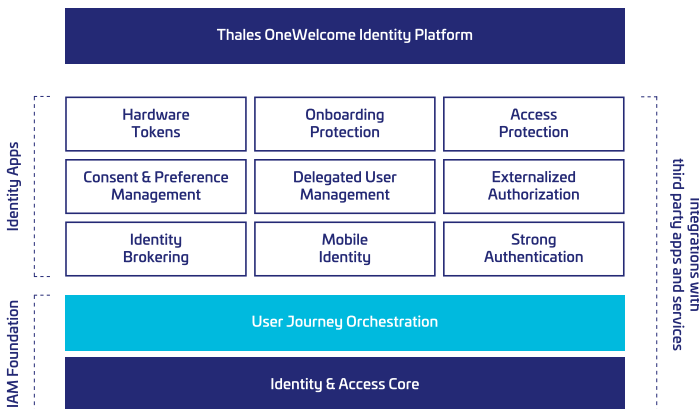 Thales OneWelcome Identity Platform
Identity Apps
Hardware
Tokens
Onboarding
Protection
Access
Protection
Consent & Preference
Management
Delegated User
Management
Externalized
Authorization
Identity
Brokering
Mobile
Identity
Strong
Authentication
Integrations with
third party apps and services
IAM Foundation
User Journey Orchestration
Identity & Access Core